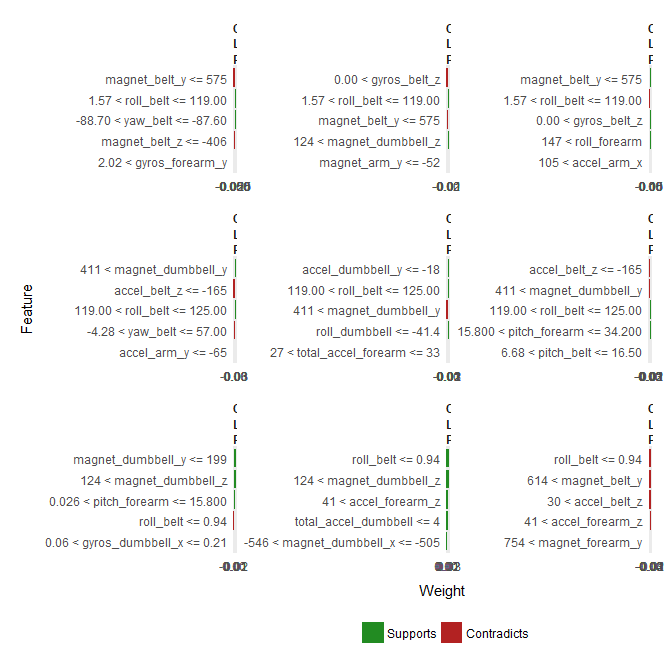 magnet_belt_y <= 575
1.57 < roll_belt <= 119.00
-88.70 < yaw_belt <= -87.60
magnet_belt_z <= -406
2.02 < gyros_forearm_y
0.00 < gyros_belt_z
1.57 < roll_belt <= 119.00
magnet_belt_y <= 575
124 < magnet_dumbbell_z
magnet_arm_y <= -52
magnet_belt_y <= 575
1.57 < roll_belt <= 119.00
0.00 < gyros_belt_z
147 < roll_forearm
105 < accel_arm_x
Feature
411 < magnet_dumbbell_y
accel_belt_z <= -165
119.00 < roll_belt <= 125.00
-4.28 < yaw_belt <= 57.00
accel_arm_y <= -65
accel_dumbbell_y <= -18
119.00 < roll_belt <= 125.00
411 < magnet_dumbbell_y
roll_dumbbell <= -41.4
27 < total_accel_forearm <= 33
accel_belt_z <= -165
411 < magnet_dumbbell_y
119.00 < roll_belt <= 125.00
15.800 < pitch_forearm <= 34.200
6.68 < pitch_belt <= 16.50
magnet_dumbbell_y <= 199
124 < magnet_dumbbell_z
0.026 < pitch_forearm <= 15.800
roll_belt <= 0.94
0.06 < gyros_dumbbell_x <= 0.21
roll_belt <= 0.94
124 < magnet_dumbbell_z
41 < accel_forearm_z
total_accel_dumbbell <= 4
-546 < magnet_dumbbell_x <= -505
roll_belt <= 0.94
614 < magnet_belt_y
30 < accel_belt_z
41 < accel_forearm_z
754 < magnet_forearm_y
Weight
Supports
Contradicts